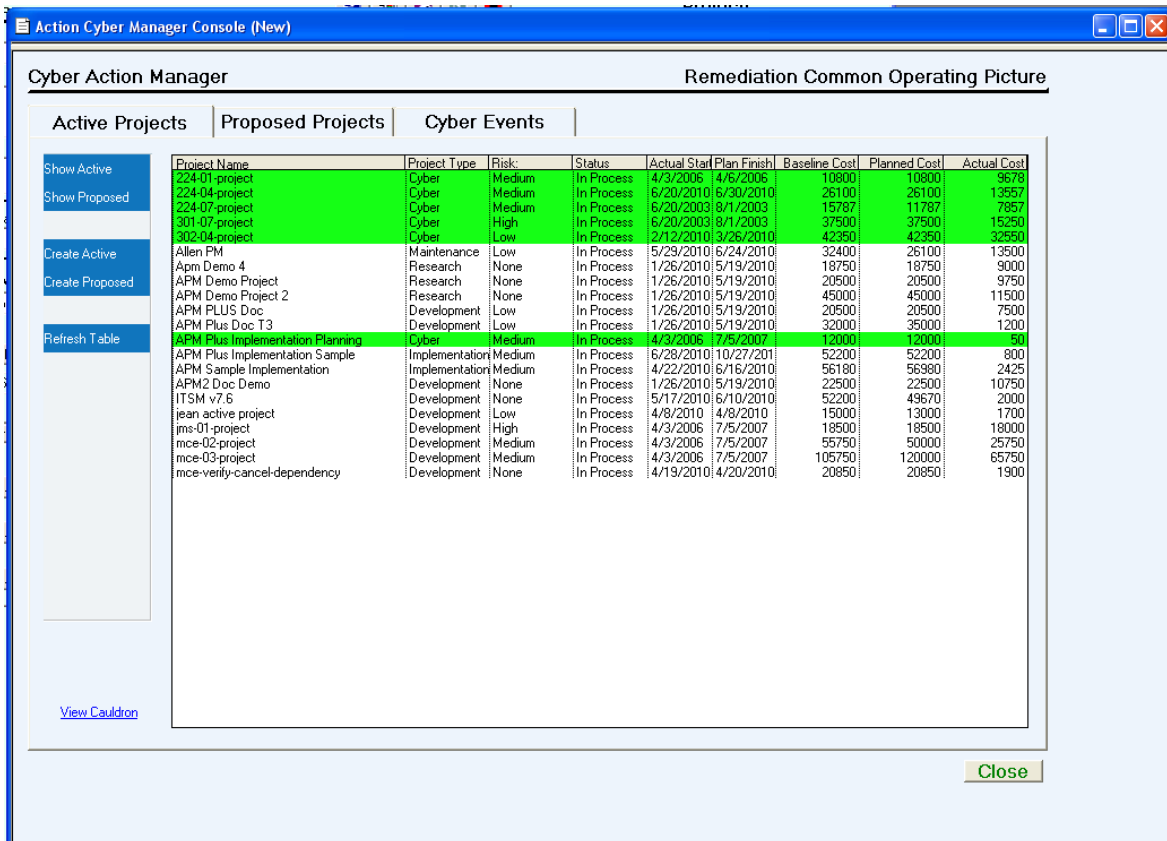 Action Cyber Manager Console (New)
Cyber Action Manager Remediation Common Operating Picture
Active Projects Proposed Projects Cyber Events
Show Active
Show Proposed
Create Active
Create Proposed
Refresh Table
View Cauldron
Project Name Project Type Risk: Status Actual Star Plan Finish Baseline Cost Planned Cost Actual Cost
224-01-project Cyber Medium In Process 4/3/2006 4/6/2006 10800 10800 9678
224-04-project Cyber Medium In Process 6/20/2010 6/30/2010 26100 26100 13557
224-07-project Cyber Medium In Process 6/20/2003 8/1/2003 15787 11787 7857
301-07-project Cyber High In Process 6/20/2003 8/1/2003 37500 37500 15250
302-04-project Cyber Low In Process 2/12/2010 3/26/2010 42350 42350 32550
Allen PM Maintenance Low In Process 5/29/2010 6/24/2010 32400 26100 13500
Apm Demo 4 Research None In Process 1/26/2010 5/19/2010 18750 18750 9000
APM Demo Project Research None In Process 1/26/2010 5/19/2010 20500 20500 9750
APM Demo Project 2 Research None In Process 1/26/2010 5/19/2010 45000 45000 11500
APM PLUS Doc Development Low In Process 1/26/2010 5/19/2010 20500 20500 7500
APM Plus Doc T3 Development Low In Process 1/26/2010 5/19/2010 32000 35000 1200
APM Plus Implementation Planning Cyber Medium In Process 4/3/2006 7/5/2007 12000 12000 50
APM Plus Implementation Sample Implementation Medium In Process 6/28/2010 10/27/201 52200 52200 800
APM Sample Implementation Implementation Medium In Process 4/22/2010 6/16/2010 56180 56980 2425
APM2 Doc Demo Development None In Process 1/26/2010 5/19/2010 22500 22500 10750
ITSM v7.6 Development None In Process 5/17/2010 6/10/2010 52200 49670 2000
jean active project Development Low In Process 4/8/2010 4/8/2010 15000 13000 1700
jms-01-project Development High In Process 4/3/2006 7/5/2007 18500 18500 18000
mce-02-project Development Medium In Process 4/3/2006 7/5/2007 55750 50000 25750
mce-03-project Development Medium In Process 4/3/2006 7/5/2007 105750 120000 65750
mce-verify-cancel-dependency Development None In Process 4/19/2010 4/20/2010 20850 20850 1900
Close